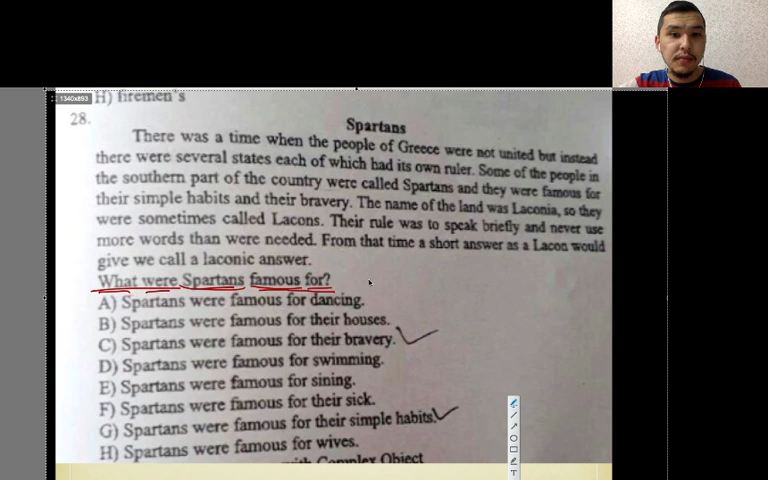 1340x893
H) firemen's
28.
Spartans
There was a time when the people of Greece were not united but instead
there were several states each of which had its own ruler. Some of the people in
the southern part of the country were called Spartans and they were famous for
their simple habits and their bravery. The name of the land was Laconia, so they
were sometimes called Lacons. Their rule was to speak briefly and never use
more words than were needed. From that time a short answer as a Lacon would
give we call a laconic answer.
What were Spartans famous for?
A) Spartans were famous for dancing.
B) Spartans were famous for their houses.
C) Spartans were famous for their bravery.
D) Spartans were famous for swimming.
E) Spartans were famous for sining.
F) Spartans were famous for their sick.
G) Spartans were famous for their simple habits.
H) Spartans were famous for wives.
with Complex Object
T